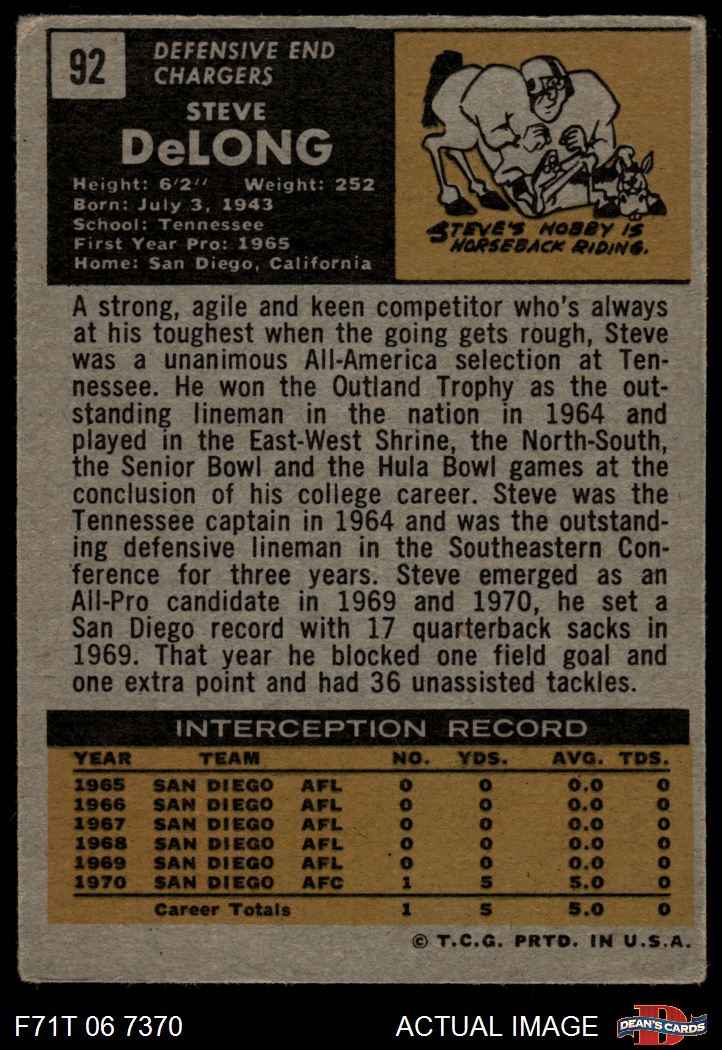 92
DEFENSIVE END
CHARGERS
STEVE
DeLONG
Height: 6'2" Weight: 252
Born: July 3, 1943
School: Tennessee
First Year Pro: 1965
Home: San Diego, California
STEVE'S HOBBY IS
HORSEBACK RIDING.
A strong, agile and keen competitor who's always
at his toughest when the going gets rough, Steve
was a unanimous All-America selection at Ten-
nessee. He won the Outland Trophy as the out-
standing lineman in the nation in 1964 and
played in the East-West Shrine, the North-South,
the Senior Bowl and the Hula Bowl games at the
conclusion of his college career. Steve was the
Tennessee captain in 1964 and was the outstand-
ing defensive lineman in the Southeastern Con-
ference for three years. Steve emerged as an
All-Pro candidate in 1969 and 1970, he set a
San Diego record with 17 quarterback sacks in
1969. That year he blocked one field goal and
one extra point and had 36 unassisted tackles.
INTERCEPTION RECORD
YEAR TEAM NO. YDS. AVG. TDS.
1965 SAN DIEGO AFL 0 0 0.0 0
1966 SAN DIEGO AFL 0 0 0.0 0
1967 SAN DIEGO AFL 0 0 0.0 0
1968 SAN DIEGO AFL 0 0 0.0 0
1969 SAN DIEGO AFL 0 0 0.0 0
1970 SAN DIEGO AFC 1 5 5.0 0
Career Totals 1 5 5.0 0
© T.C.G. PRTD. IN U.S.A.
F71T 06 7370 ACTUAL IMAGE
D
DEAN'S CARDS